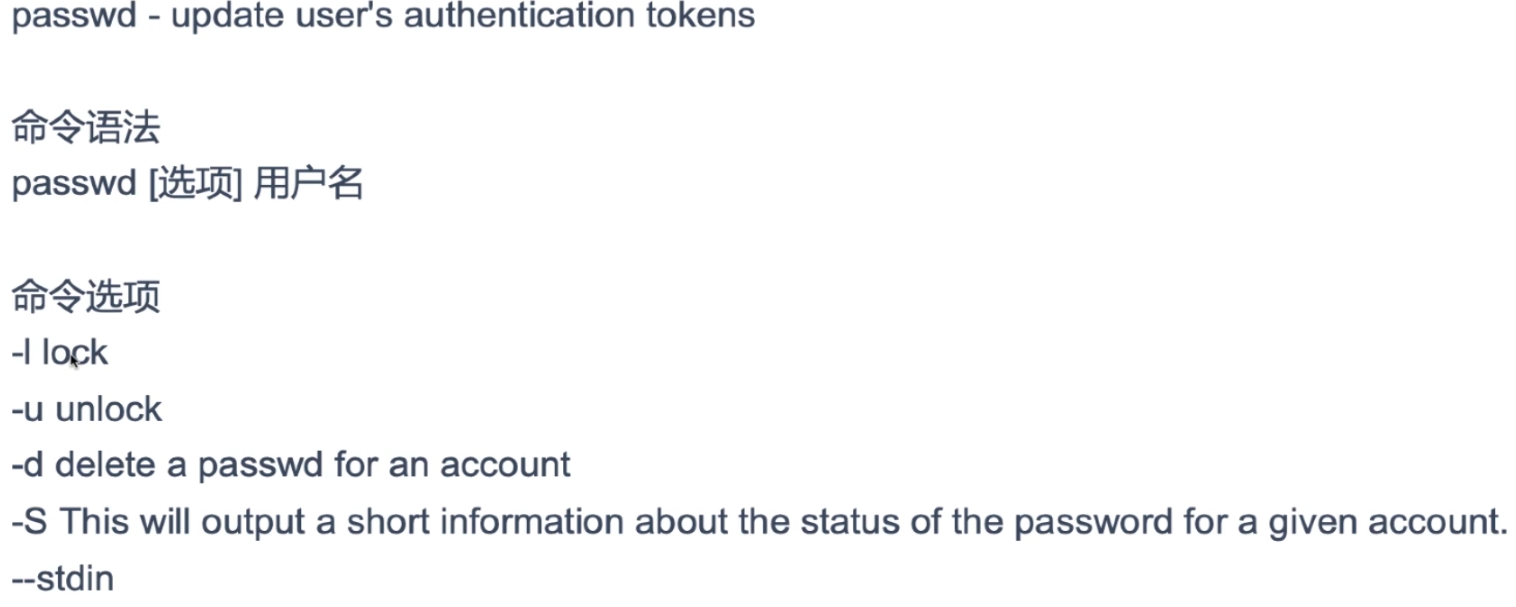 passwd - update user's authentication tokens
命令语法
passwd [选项] 用户名
命令选项
-l lock
-u unlock
-d delete a passwd for an account
-S This will output a short information about the status of the password for a given account.
--stdin